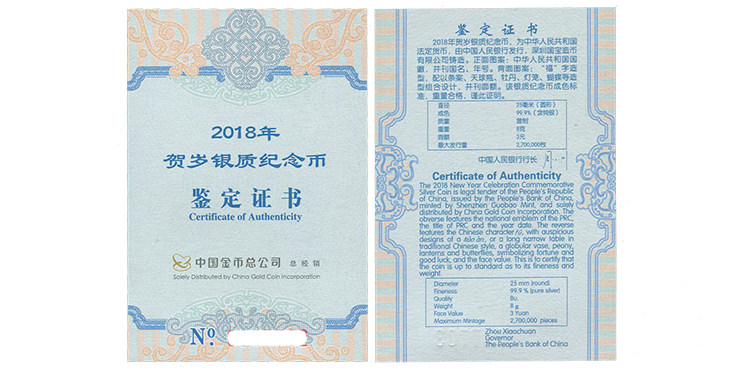 2018年
贺岁银质纪念币
鉴定证书
Certificate of Authenticity
中国金币总公司 总经销
Solely Distributed by China Gold Coin Incorporation
Nº
鉴定证书
2018年贺岁银质纪念币，为中华人民共和国
法定货币，由中国人民银行发行，深圳国宝造币
有限公司铸造。正面图案：中华人民共和国国
徽，并刊国名、年号。背面图案：“福”字造
型，配以条案、天球瓶、牡丹、灯笼、蝴蝶等造
型组合设计，并刊面额。该银质纪念币成色标
准，重量合格，谨此证明。
直径 25毫米（圆形）
成色 99.9%（含纯银）
质量 普制
重量 8克
面额 3元
最大发行量 2,700,000枚
中国人民银行行长
Certificate of Authenticity
The 2018 New Year Celebration Commemorative
Silver Coin is legal tender of the People's Republic
of China, issued by the People's Bank of China,
minted by Shenzhen Guobao Mint, and solely
distributed by China Gold Coin Incorporation. The
obverse features the national emblem of the PRC,
the title of PRC and the year date. The reverse
features the Chinese character fú, with auspicious
designs of a tiáo àn, or a long narrow table in
traditional Chinese style, a globular vase, peony,
lanterns and butterflies, symbolizing fortune and
good luck, and the face value. This is to certify that
the coin is up to standard as to its fineness and
weight.
Diameter 25 mm (round)
Fineness 99.9 % (pure silver)
Quality Bu.
Weight 8 g
Face Value 3 Yuan
Maximum Mintage 2,700,000 pieces
Zhou Xiaochuan
Governor
The People's Bank of China